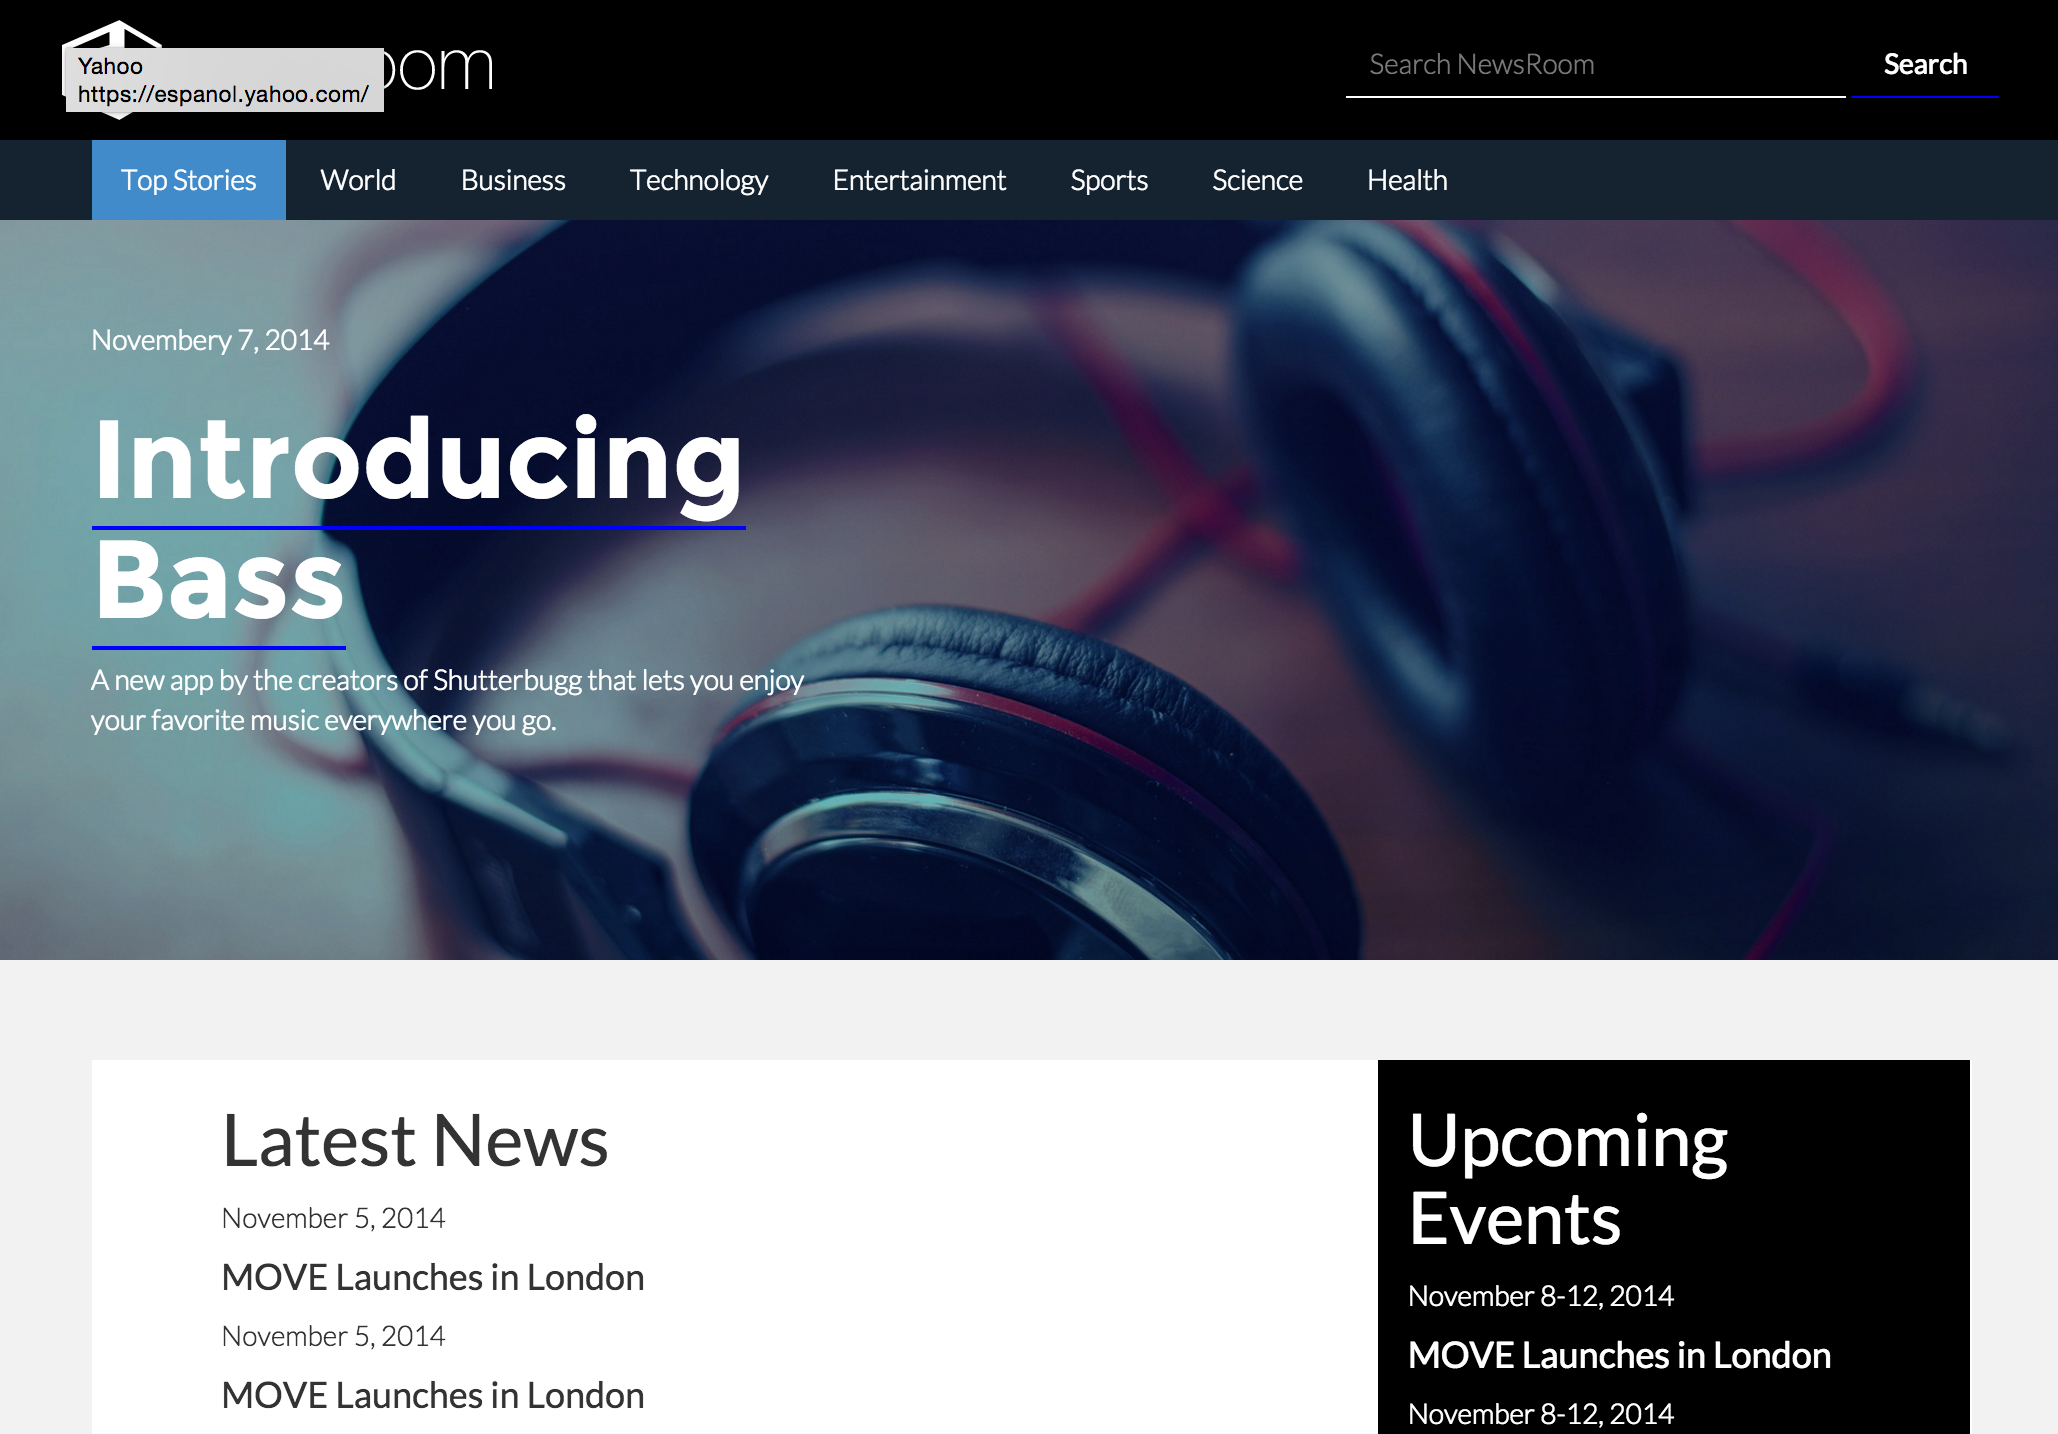 Yahoo
https://espanol.yahoo.com/
oom
Search NewsRoom
Search
Top Stories
World
Business
Technology
Entertainment
Sports
Science
Health
Novembery 7, 2014
Introducing
Bass
A new app by the creators of Shutterbugg that lets you enjoy
your favorite music everywhere you go.
Latest News
November 5, 2014
MOVE Launches in London
November 5, 2014
MOVE Launches in London
Upcoming
Events
November 8-12, 2014
MOVE Launches in London
November 8-12, 2014